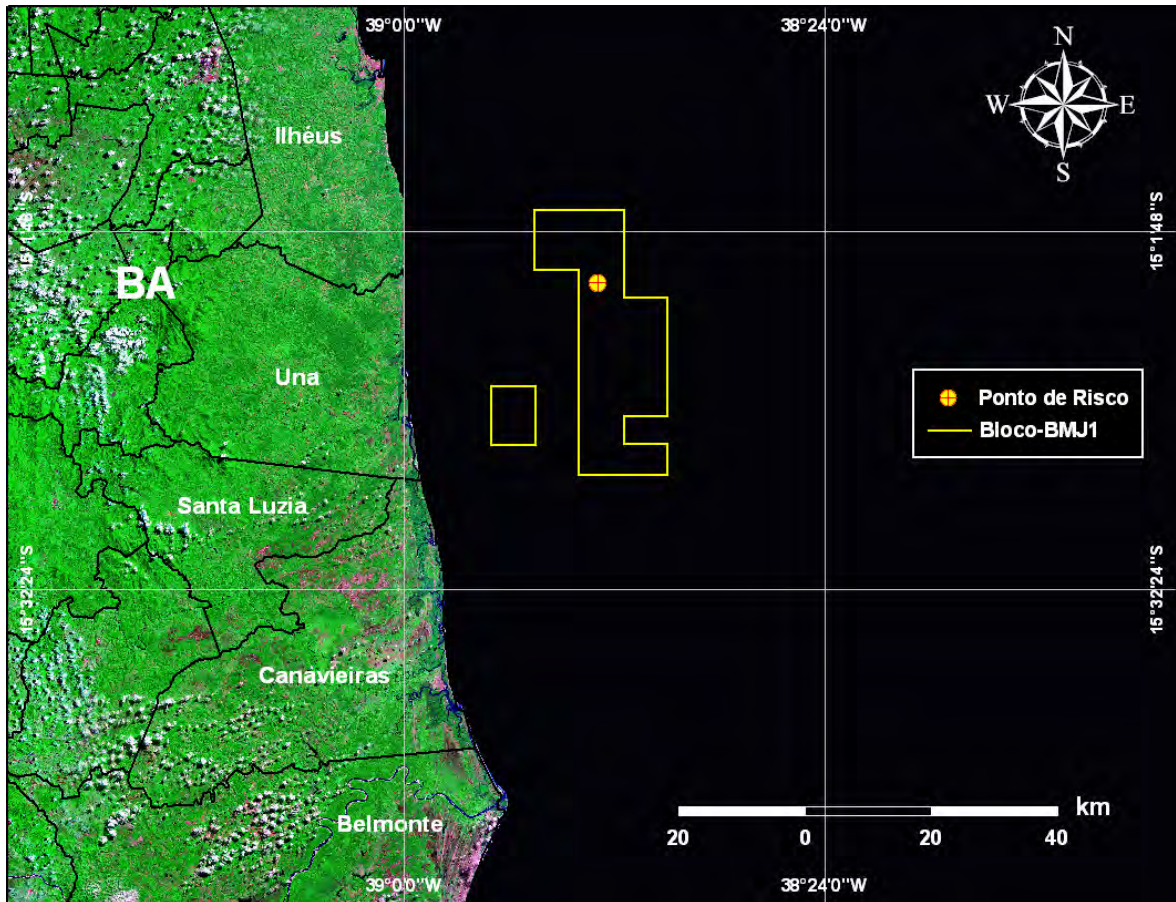 39°0'0"W
38°24'0"W
N
W
E
S
Ilhéus
15°1'48"S
15°1'48"S
BA
Una
Ponto de Risco
Bloco-BMJ1
Santa Luzia
15°32'24"S
15°32'24"S
Canavieiras
km
20
0
20
40
Belmonte
39°0'0"W
38°24'0"W